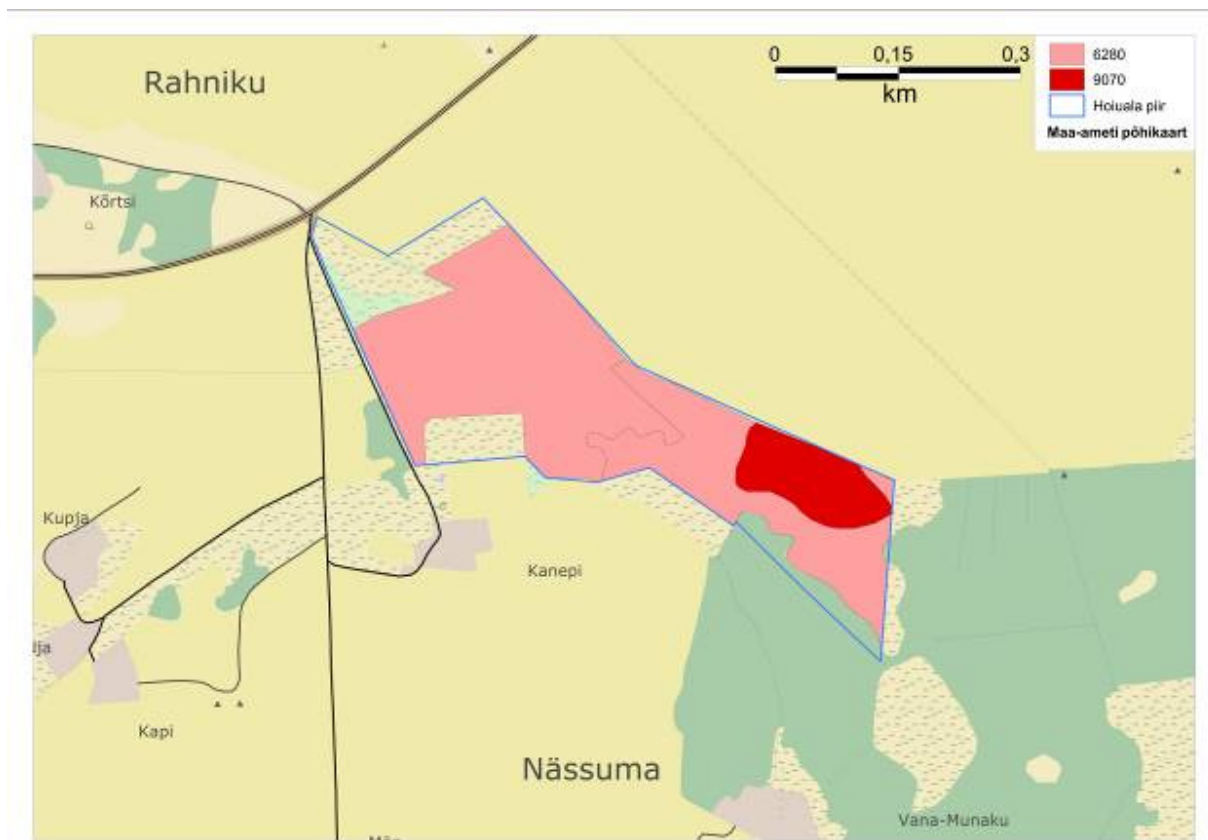 Rahniku
0 0,15 0,3
km
6280
9070
Hoiuala piir
Maa-ameti põhikaart
Kõrtsi
Kupja
Kanepi
Kapi
Nässuma
Vana-Munaku